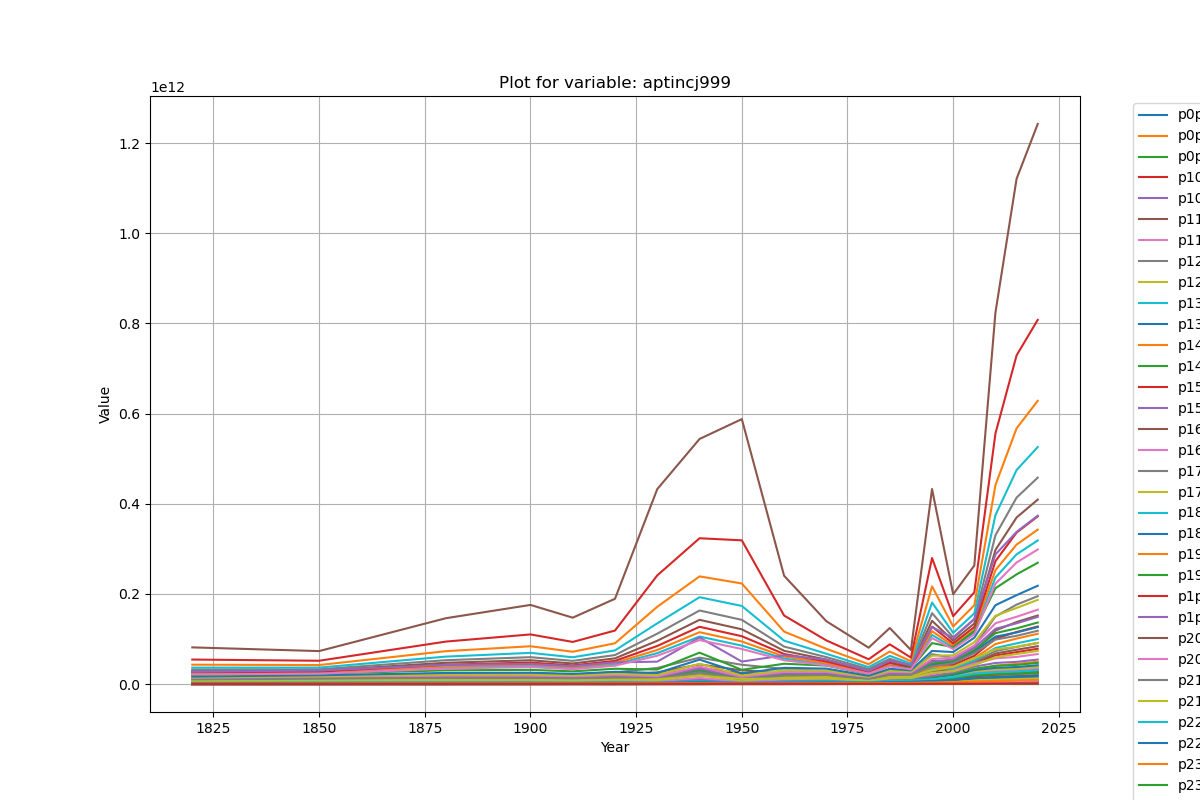 Plot for variable: aptincj999
1e12
1.2
1.0
0.8
0.6
0.4
0.2
0.0
Value
1825
1850
1875
1900
1925
1950
1975
2000
2025
Year
p0p
p0p
p0p
p10
p10
p11
p11
p12
p12
p13
p13
p14
p14
p15
p15
p16
p16
p17
p17
p18
p18
p19
p19
p1p
p1p
p20
p20
p21
p21
p22
p22
p23
p23